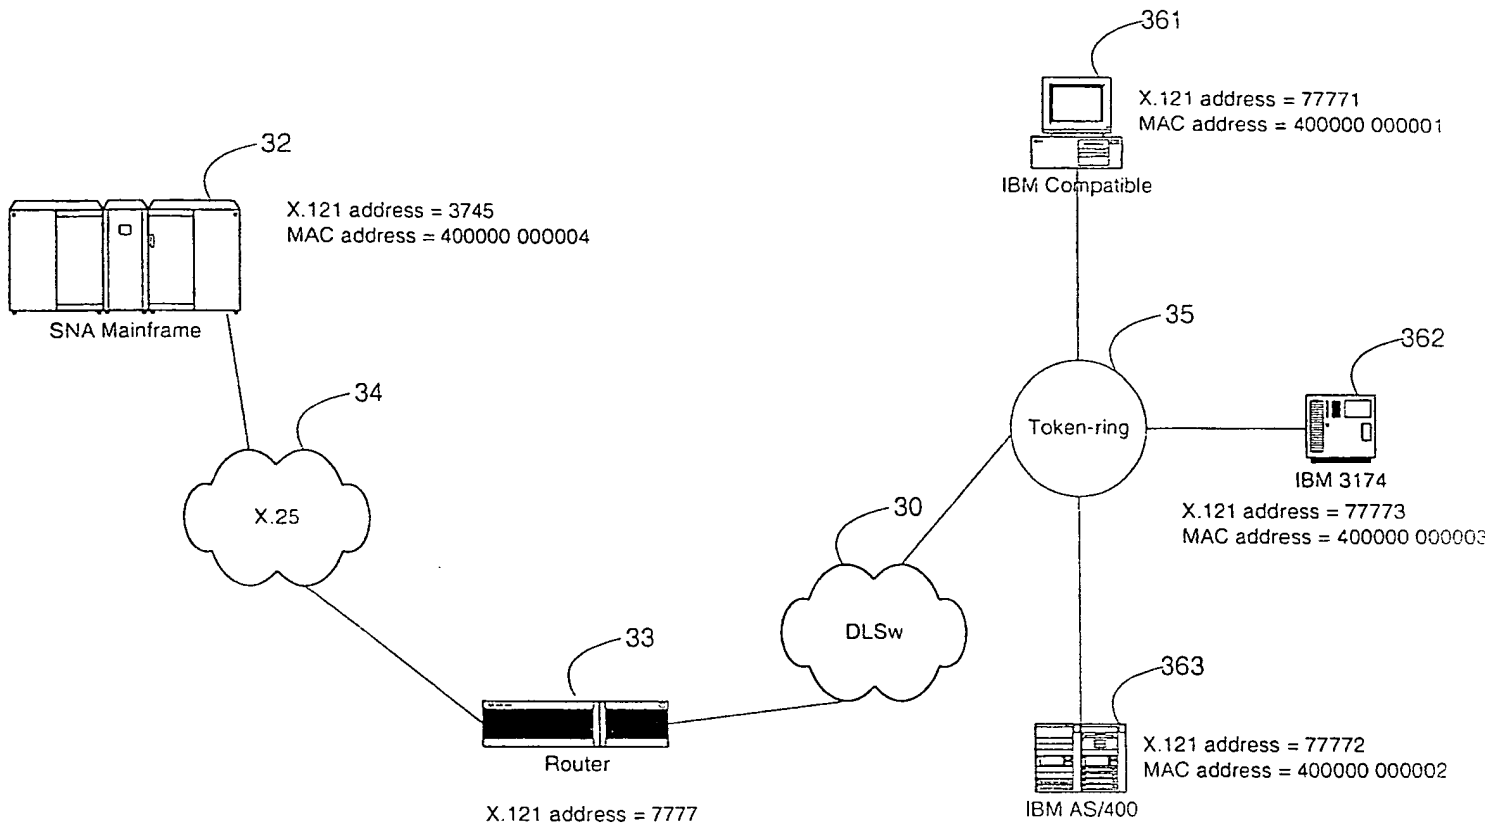 361
X.121 address = 77771
MAC address = 400000 000001
IBM Compatible
32
X.121 address = 3745
MAC address = 400000 000004
SNA Mainframe
35
362
Token-ring
IBM 3174
X.121 address = 77773
MAC address = 400000 000003
34
X.25
30
DLSw
33
Router
X.121 address = 7777
363
X.121 address = 77772
MAC address = 400000 000002
IBM AS/400